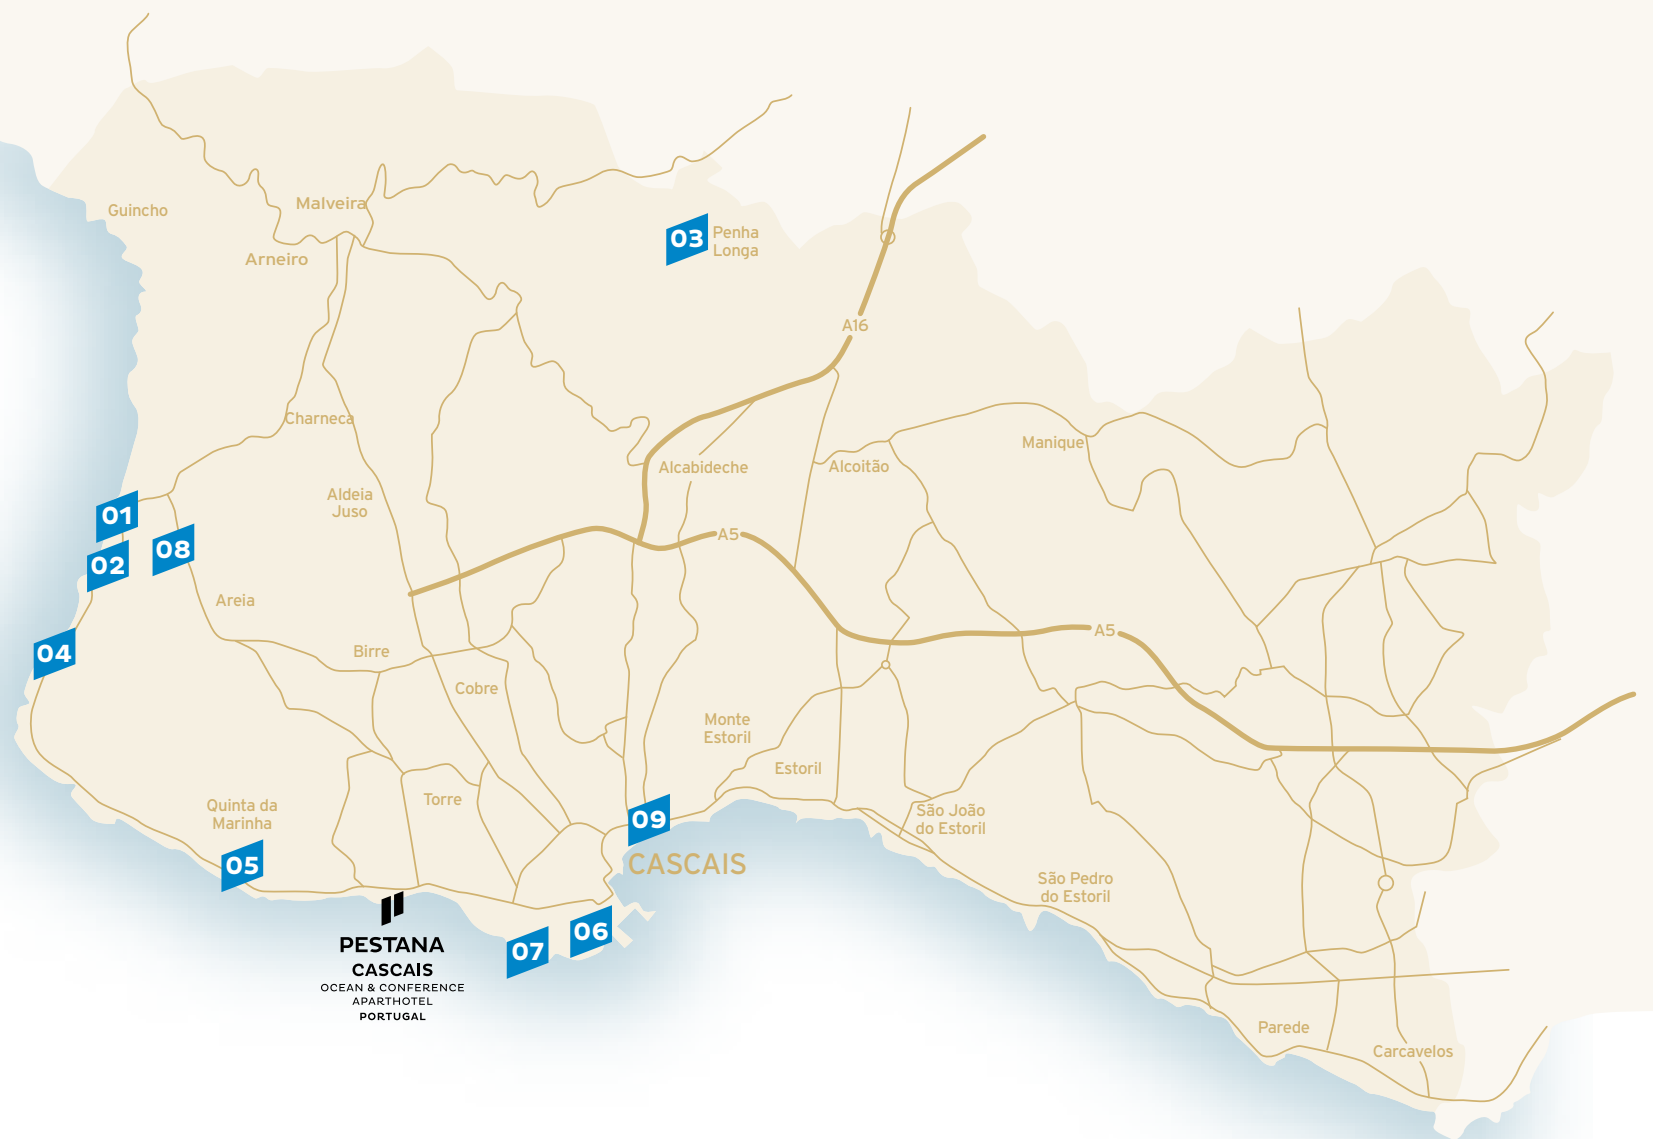 Guincho
Malveira
Arneiro
03
Penha
Longa
A16
Charneca
Manique
Alcabideche
Alcoitão
Aldeia
Juso
01
02
08
A5
Areia
A5
04
Birre
Cobre
Monte
Estoril
Estoril
Quinta da
Marinha
Torre
09
São João
do Estoril
05
CASCAIS
São Pedro
do Estoril
07
06
PESTANA
CASCAIS
OCEAN & CONFERENCE
APARTHOTEL
PORTUGAL
Parede
Carcavelos